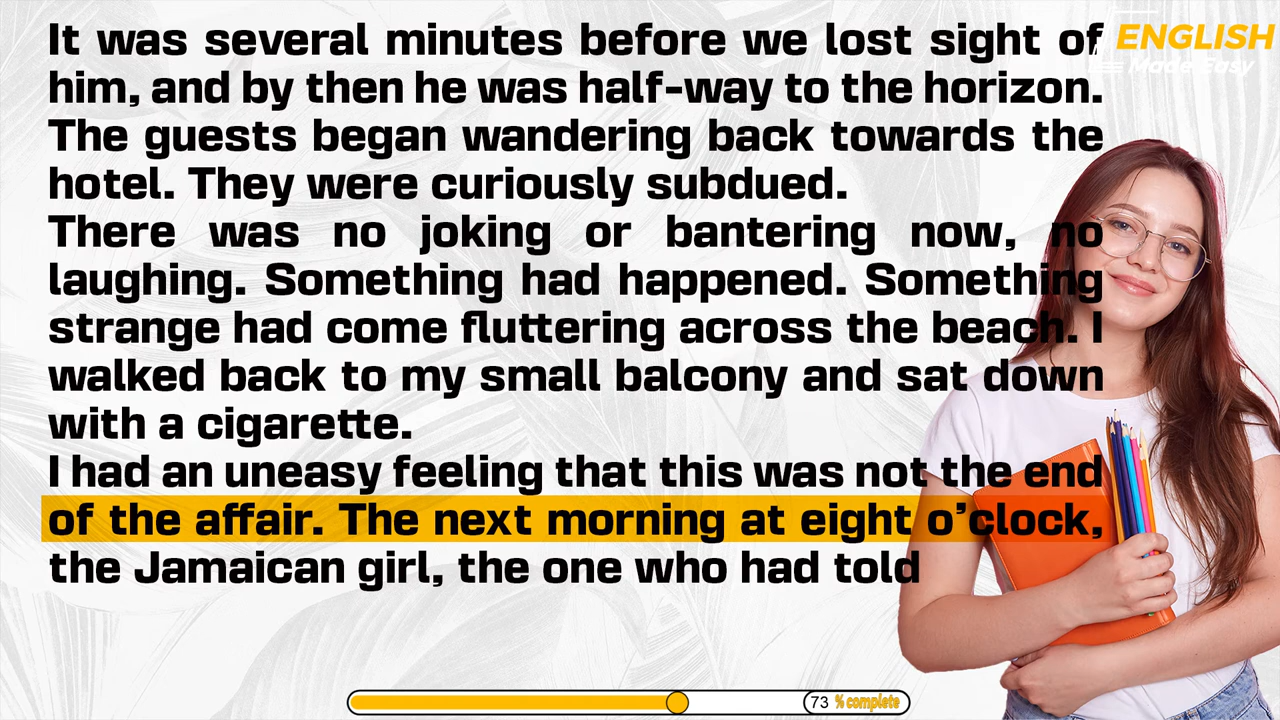 It was several minutes before we lost sight of
him, and by then he was half-way to the horizon.
The guests began wandering back towards the
hotel. They were curiously subdued.
There was no joking or bantering now, no
laughing. Something had happened. Something
strange had come fluttering across the beach. I
walked back to my small balcony and sat down
with a cigarette.
I had an uneasy feeling that this was not the end
of the affair. The next morning at eight o’clock,
the Jamaican girl, the one who had told
ENGLISH
Made Easy
73 % complete